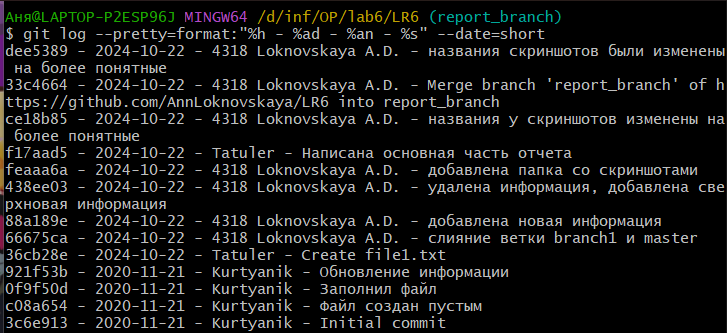 Аня@LAPTOP-P2ESP96J MINGW64 /d/inf/OP/lab6/LR6 (report_branch)
$ git log --pretty=format:"%h - %ad - %an - %s" --date=short
dee5389 - 2024-10-22 - 4318 Loknovskaya A.D. - названия скриншотов были изменены
 на более понятные
33c4664 - 2024-10-22 - 4318 Loknovskaya A.D. - Merge branch 'report_branch' of h
ttps://github.com/AnnLoknovskaya/LR6 into report_branch
ce18b85 - 2024-10-22 - 4318 Loknovskaya A.D. - названия у скриншотов изменены на
 более понятные
f17aad5 - 2024-10-22 - Tatuler - Написана основная часть отчета
feaaa6a - 2024-10-22 - 4318 Loknovskaya A.D. - добавлена папка со скриншотами
438ee03 - 2024-10-22 - 4318 Loknovskaya A.D. - удалена информация, добавлена све
рхновая информация
88a189e - 2024-10-22 - 4318 Loknovskaya A.D. - добавлена новая информация
66675ca - 2024-10-22 - 4318 Loknovskaya A.D. - слияние ветки branch1 и master
36cb28e - 2024-10-22 - Tatuler - Create file1.txt
921f53b - 2020-11-21 - Kurtyanik - Обновление информации
0f9f50d - 2020-11-21 - Kurtyanik - Заполнил файл
c08a654 - 2020-11-21 - Kurtyanik - Файл создан пустым
3c6e913 - 2020-11-21 - Kurtyanik - Initial commit